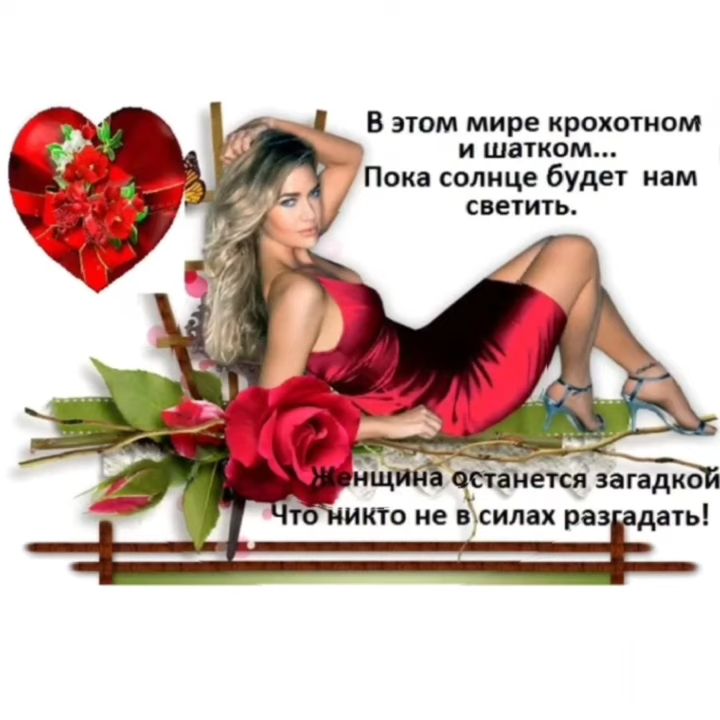 В этом мире крохотном
и шатком...
Пока солнце будет нам
светить.
Женщина останется загадкой
Что никто не в силах разгадать!